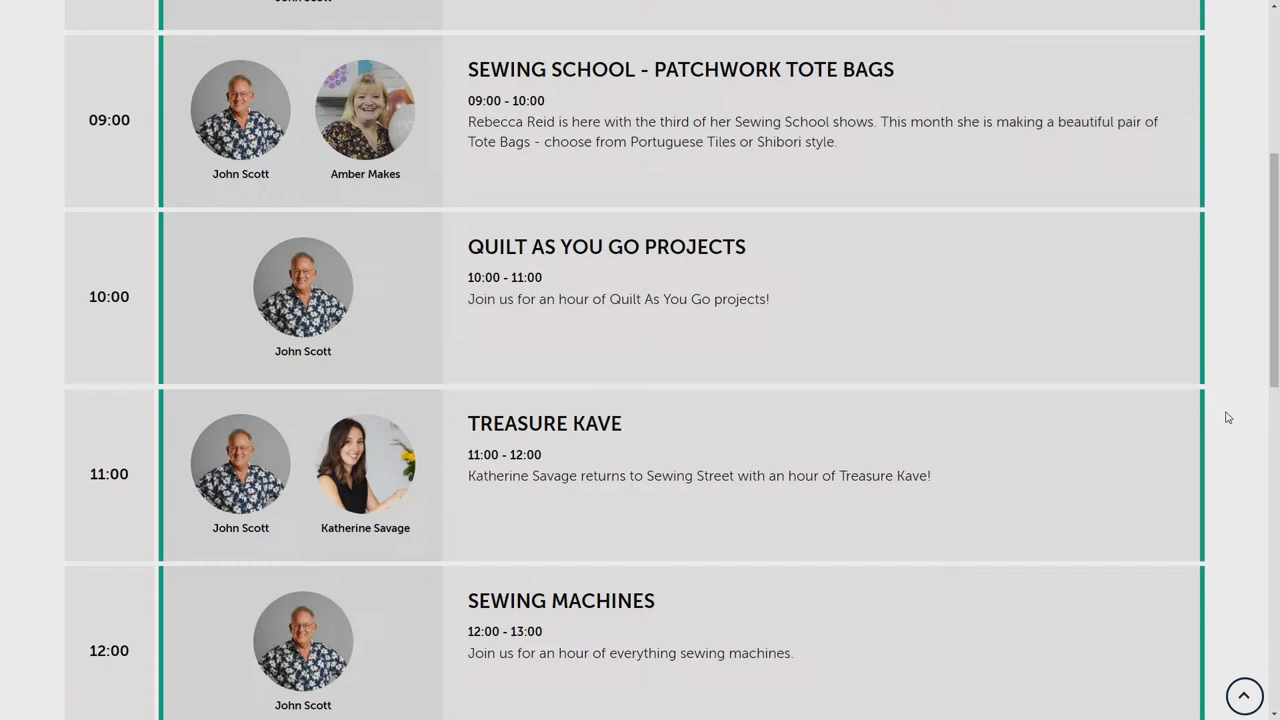 John Scott
09:00
John Scott
Amber Makes
SEWING SCHOOL - PATCHWORK TOTE BAGS
09:00 - 10:00
Rebecca Reid is here with the third of her Sewing School shows. This month she is making a beautiful pair of
Tote Bags - choose from Portuguese Tiles or Shibori style.
10:00
John Scott
QUILT AS YOU GO PROJECTS
10:00 - 11:00
Join us for an hour of Quilt As You Go projects!
11:00
John Scott
Katherine Savage
TREASURE KAVE
11:00 - 12:00
Katherine Savage returns to Sewing Street with an hour of Treasure Kave!
12:00
John Scott
SEWING MACHINES
12:00 - 13:00
Join us for an hour of everything sewing machines.